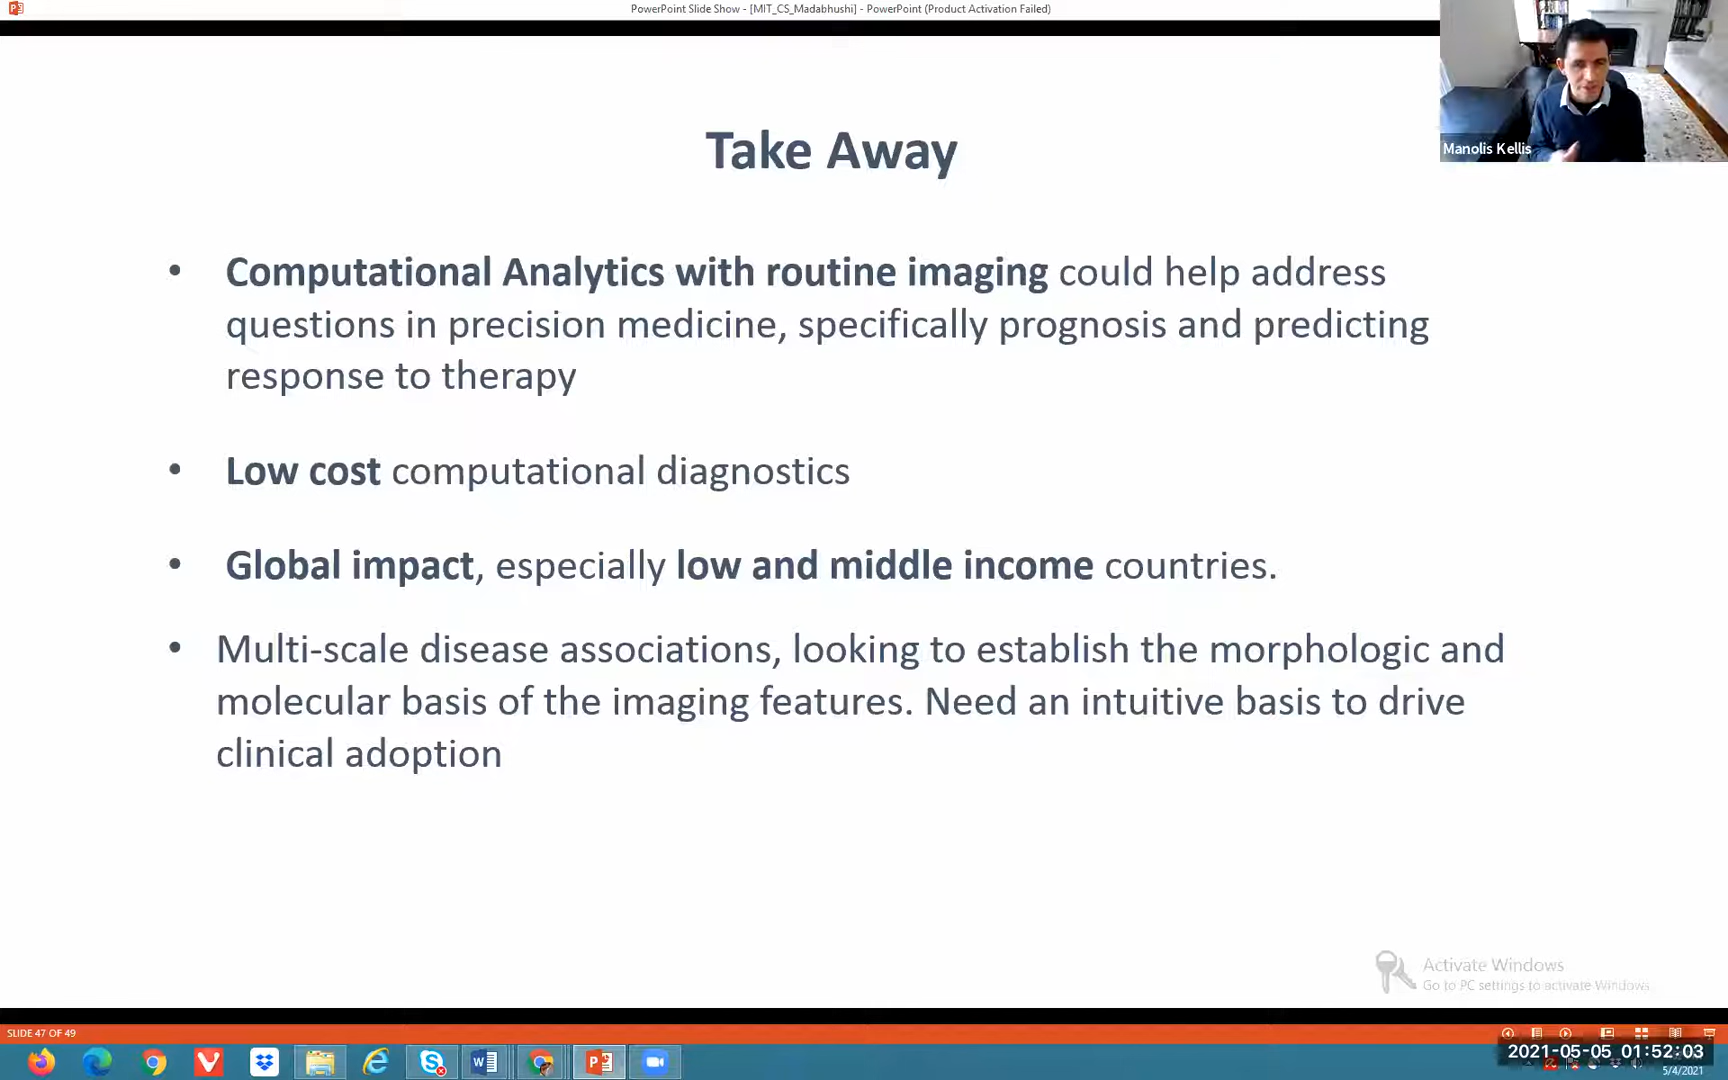 PowerPoint Slide Show - [MIT_CS_Madabhushi] - PowerPoint (Product Activation Failed)
Manolis Kellis
Take Away
• Computational Analytics with routine imaging could help address
questions in precision medicine, specifically prognosis and predicting
response to therapy
• Low cost computational diagnostics
• Global impact, especially low and middle income countries.
• Multi-scale disease associations, looking to establish the morphologic and
molecular basis of the imaging features. Need an intuitive basis to drive
clinical adoption
Activate Windows
Go to PC settings to activate Windows.
SLIDE 47 OF 49
2021-05-05 01:52:03
5/4/2021